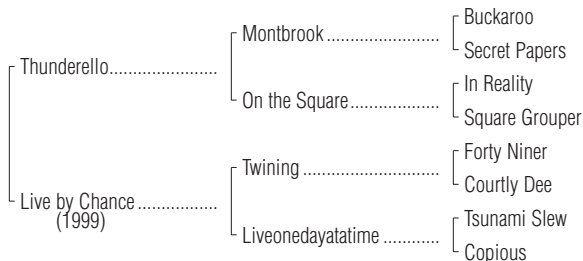 Buckaroo
Montbrook
Secret Papers
Thunderello
In Reality
On the Square
Square Grouper
Forty Niner
Twining
Courtly Dee
Live by Chance
(1999)
Tsunami Slew
Liveonedayatatime
Copious